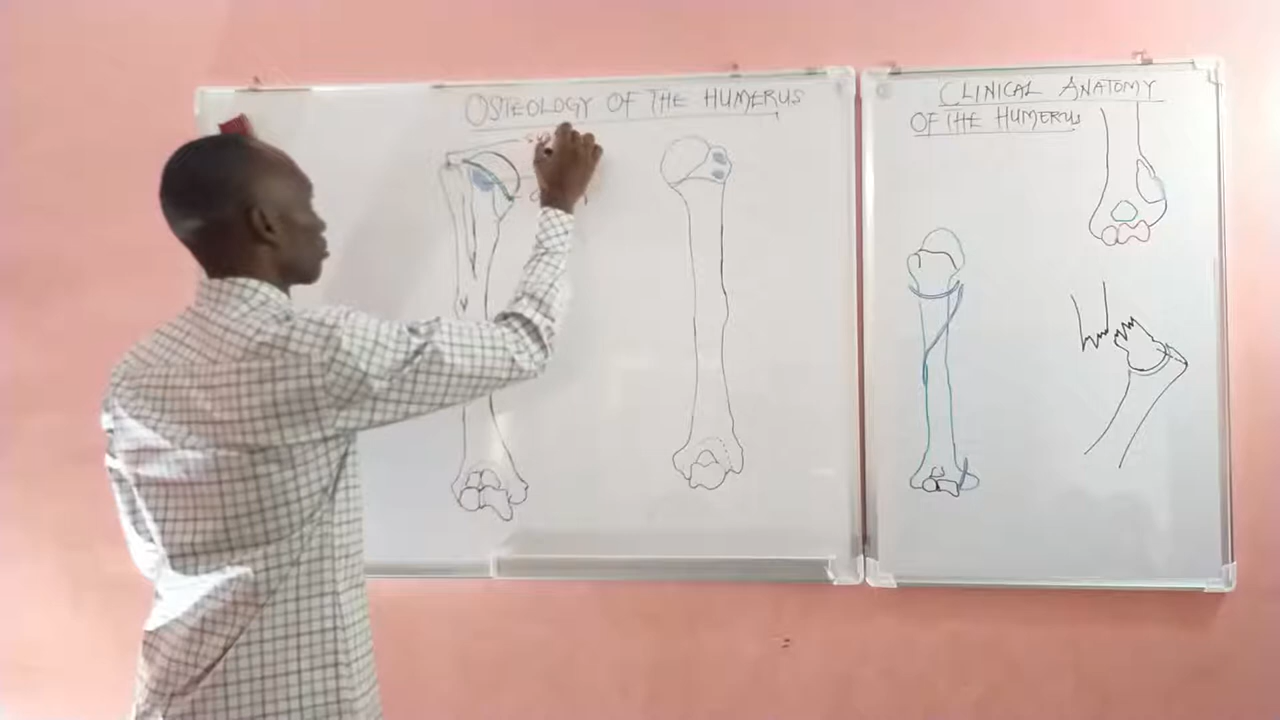 OSTEOLOGY OF THE HUMERUS
CLINICAL ANATOMY
OF THE HUMERUS